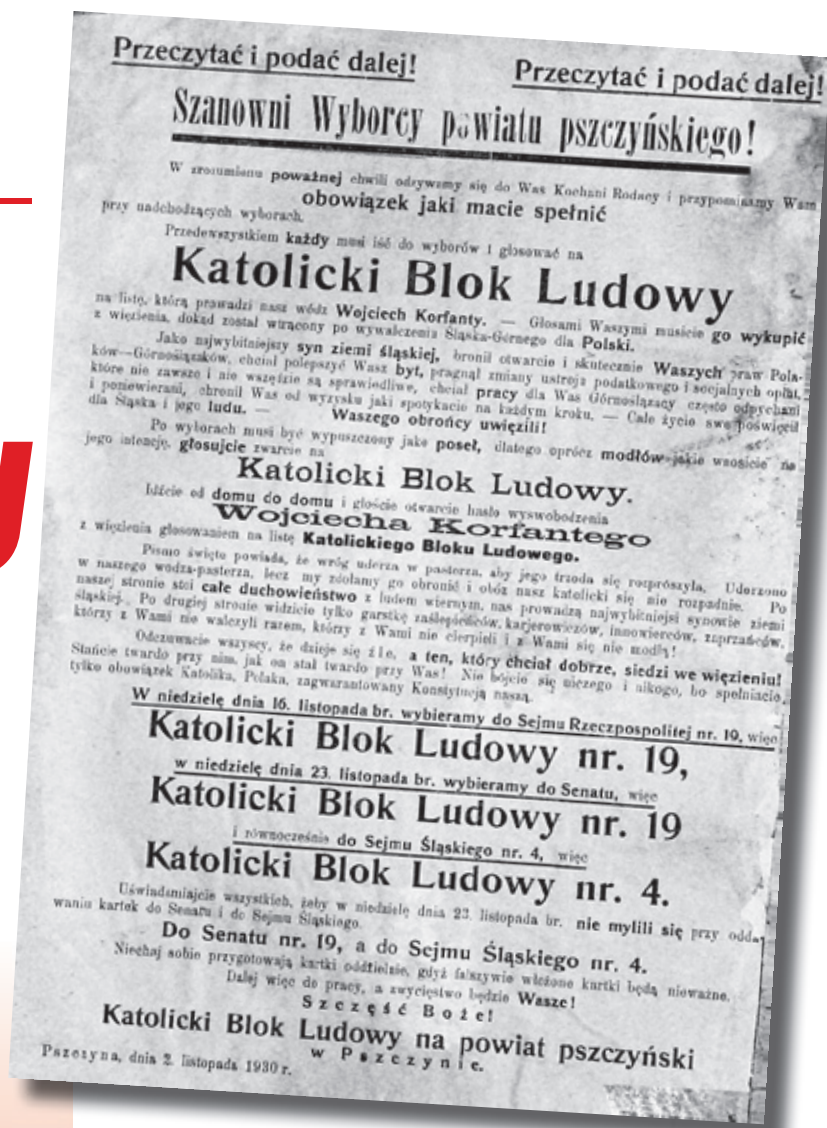 Przeczytać i podać dalej! Przeczytać i podać dalej!
Szanowni Wyborcy powiatu pszczyńskiego!
W zrozumieniu poważnej chwili odzywamy się do Was Kochani Rodacy i przypominamy Wam
obowiązek jaki macie spełnić
przy nadchodzących wyborach.
Przedewszystkiem każdy musi iść do wyborów i głosować na
Katolicki Blok Ludowy
na listę, którą prowadzi nasz wódz Wojciech Korfanty. — Głosami Waszymi musicie go wykupić
z więzienia, dokąd został wtrącony po wywalczeniu Śląska-Górnego dla Polski.
Jako najwybitniejszy syn ziemi śląskiej, bronił otwarcie i skutecznie Waszych praw Pola-
ków—Górnoślązaków, chciał polepszyć Wasz byt, pragnął zmiany ustroju podatkowego i socjalnych opłat,
które nie zawsze i nie wszędzie są sprawiedliwe, chciał pracy dla Was Górnoślązacy często odpychani
i poniewierani, chronił Was od wyzysku jaki spotykacie na każdym kroku. — Całe życie swe poświęcił
dla Śląska i jego ludu. — Waszego obrońcy uwięzili!
Po wyborach musi być wypuszczony jako poseł, dlatego oprócz modłów jakie wznosicie na
jego intencję, głosujcie zwarcie na
Katolicki Blok Ludowy.
Idźcie od domu do domu i głoście otwarcie hasło wyswobodzenia
Wojciecha Korfantego
z więzienia głosowaniem na listę Katolickiego Bloku Ludowego.
Pismo święte powiada, że wróg uderza w pasterza, aby jego trzoda się rozproszyła. Uderzono
w naszego wodza-pasterza, lecz my zdołamy go obronić i obóz nasz katolicki się nie rozpadnie. Po
naszej stronie stoi całe duchowieństwo z ludem wiernym, nas prowadzą najwybitniejsi synowie ziemi
śląskiej. Po drugiej stronie widzicie tylko garstkę zaślepieńców, karjerowiczów, innowierców, zaprzańców,
którzy z Wami nie walczyli razem, którzy z Wami nie cierpieli i z Wami się nie modlą!
Odczuwacie wszyscy, że dzieje się źle, a ten, który chciał dobrze, siedzi we więzieniu!
Stańcie twardo przy nim, jak on stał twardo przy Was! Nie bójcie się niczego i nikogo, bo spełniacie
tylko obowiązek Katolika, Polaka, zagwarantowany Konstytucją naszą.
W niedzielę dnia 16. listopada br. wybieramy do Sejmu Rzeczpospolitej nr. 19, więc
Katolicki Blok Ludowy nr. 19,
w niedzielę dnia 23. listopada br. wybieramy do Senatu, więc
Katolicki Blok Ludowy nr. 19
i równocześnie do Sejmu Śląskiego nr. 4, więc
Katolicki Blok Ludowy nr. 4.
Uświadamiajcie wszystkich, żeby w niedzielę dnia 23. listopada br. nie mylili się przy odda-
waniu kartek do Senatu i do Sejmu Śląskiego.
Do Senatu nr. 19, a do Sejmu Śląskiego nr. 4.
Niechaj sobie przygotowają kartki oddzielnie, gdyż fałszywie włożone kartki będą nieważne.
Dalej więc do pracy, a zwycięstwo będzie Wasze!
Szczęść Boże!
Katolicki Blok Ludowy na powiat pszczyński
w Pszczynie.
Pszczyna, dnia 2. listopada 1930 r.